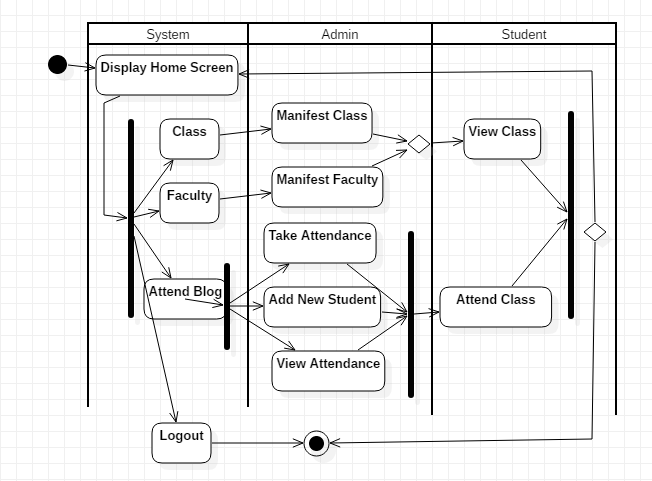 System
Admin
Student
Display Home Screen
Class
Manifest Class
View Class
Faculty
Manifest Faculty
Take Attendance
Attend Blog
Add New Student
Attend Class
View Attendance
Logout